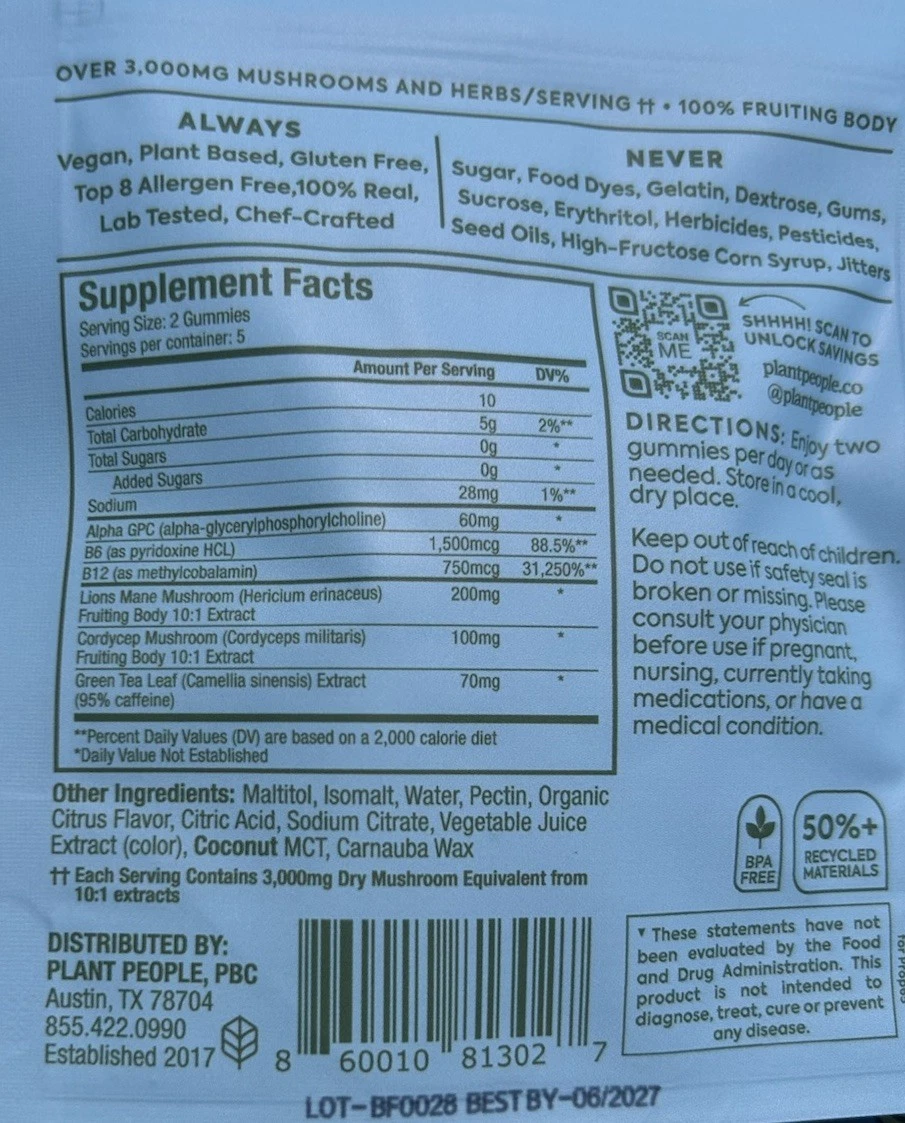 OVER 3,000MG MUSHROOMS AND HERBS/SERVING †† • 100% FRUITING BODY
ALWAYS
Vegan, Plant Based, Gluten Free,
Top 8 Allergen Free,100% Real,
Lab Tested, Chef-Crafted
NEVER
Sugar, Food Dyes, Gelatin, Dextrose, Gums,
Sucrose, Erythritol, Herbicides, Pesticides,
Seed Oils, High-Fructose Corn Syrup, Jitters
Supplement Facts
Serving Size: 2 Gummies
Servings per container: 5
Amount Per Serving DV%
Calories 10
Total Carbohydrate 5g 2%**
Total Sugars 0g *
Added Sugars 0g *
Sodium 28mg 1%**
Alpha GPC (alpha-glycerylphosphorylcholine) 60mg *
B6 (as pyridoxine HCL) 1,500mcg 88.5%**
B12 (as methylcobalamin) 750mcg 31,250%**
Lions Mane Mushroom (Hericium erinaceus) 200mg *
Fruiting Body 10:1 Extract
Cordycep Mushroom (Cordyceps militaris) 100mg *
Fruiting Body 10:1 Extract
Green Tea Leaf (Camellia sinensis) Extract 70mg *
(95% caffeine)
**Percent Daily Values (DV) are based on a 2,000 calorie diet
*Daily Value Not Established
SCAN
ME
SHHHH! SCAN TO
UNLOCK SAVINGS
plantpeople.co
@plantpeople
DIRECTIONS: Enjoy two
gummies per day or as
needed. Store in a cool,
dry place.
Keep out of reach of children.
Do not use if safety seal is
broken or missing. Please
consult your physician
before use if pregnant,
nursing, currently taking
medications, or have a
medical condition.
Other Ingredients: Maltitol, Isomalt, Water, Pectin, Organic
Citrus Flavor, Citric Acid, Sodium Citrate, Vegetable Juice
Extract (color), Coconut MCT, Carnauba Wax
†† Each Serving Contains 3,000mg Dry Mushroom Equivalent from
10:1 extracts
BPA
FREE
50%+
RECYCLED
MATERIALS
DISTRIBUTED BY:
PLANT PEOPLE, PBC
Austin, TX 78704
855.422.0990
Established 2017
8 60010 81302 7
▼ These statements have not
been evaluated by the Food
and Drug Administration. This
product is not intended to
diagnose, treat, cure or prevent
any disease.
LOT-BF0028 BEST BY-06/2027